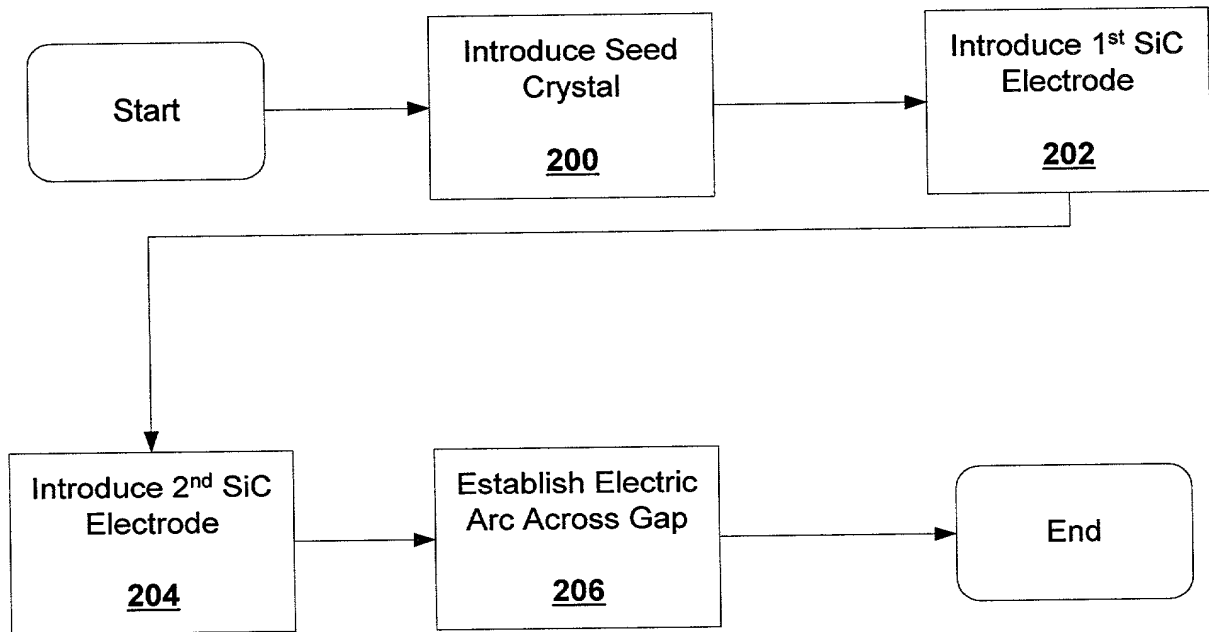 Start
Introduce Seed
Crystal
200
Introduce 1st SiC
Electrode
202
Introduce 2nd SiC
Electrode
204
Establish Electric
Arc Across Gap
206
End